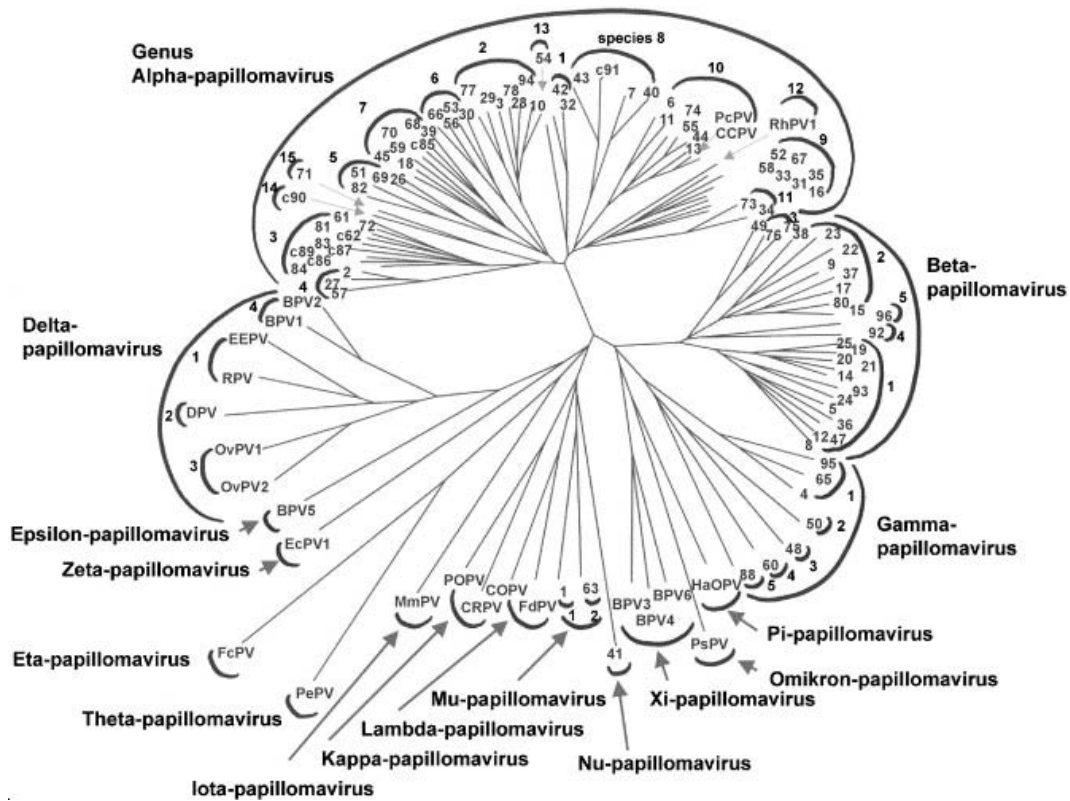 Genus
Alpha-papillomavirus
13
54
2
1
species 8
94
42
43
c91
7
40
10
6
77
78
29
3
28
10
32
6
11
74
55
44
13
PcPV
CCPV
12
RhPV1
7
68
66
53
30
56
70
39
59
c85
45
18
9
52
67
58
33
35
31
16
15
71
5
51
69
26
82
14
c90
61
81
72
3
83
c62
c89
c87
c86
84
4
2
27
57
73
11
34
49
3
75
76
38
23
22
2
9
37
17
80
15
Beta-
papillomavirus
5
96
92
4
25
19
20
21
14
1
93
24
5
36
8
12
47
Delta-
papillomavirus
4
BPV2
BPV1
1
EEPV
RPV
2
DPV
OvPV1
3
OvPV2
95
65
4
1
50
2
48
3
60
4
88
5
Gamma-
papillomavirus
BPV5
Epsilon-papillomavirus
EcPV1
Zeta-papillomavirus
MmPV
POPV
CRPV
COPV
FdPV
1
63
1
2
BPV3
BPV6
BPV4
HaOPV
Pi-papillomavirus
FcPV
Eta-papillomavirus
41
PsPV
Omikron-papillomavirus
PePV
Theta-papillomavirus
Mu-papillomavirus
Xi-papillomavirus
Lambda-papillomavirus
Kappa-papillomavirus
Nu-papillomavirus
Iota-papillomavirus